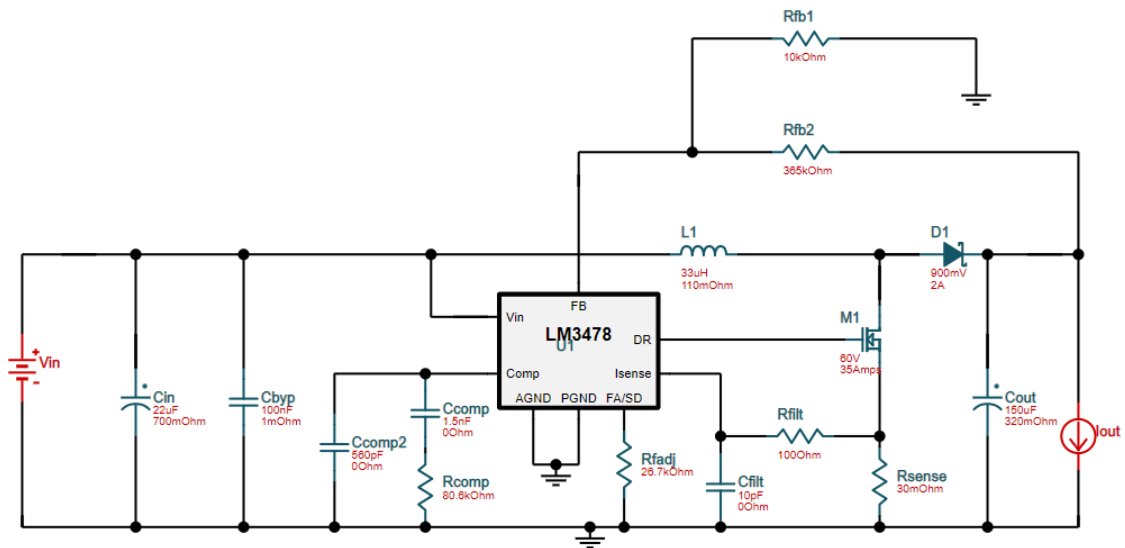 Rfb1
10kOhm
Rfb2
365kOhm
L1
33uH
110mOhm
D1
900mV
2A
FB
Vin
LM3478
U1
DR
Comp
Isense
AGND PGND FA/SD
M1
60V
35Amps
+
Vin
-
Cin
22uF
700mOhm
Cbyp
100nF
1mOhm
Ccomp
1.5nF
0Ohm
Ccomp2
560pF
0Ohm
Rcomp
80.6kOhm
Rfadj
26.7kOhm
Rfilt
100Ohm
Cfilt
10pF
0Ohm
Rsense
30mOhm
Cout
150uF
320mOhm
Iout